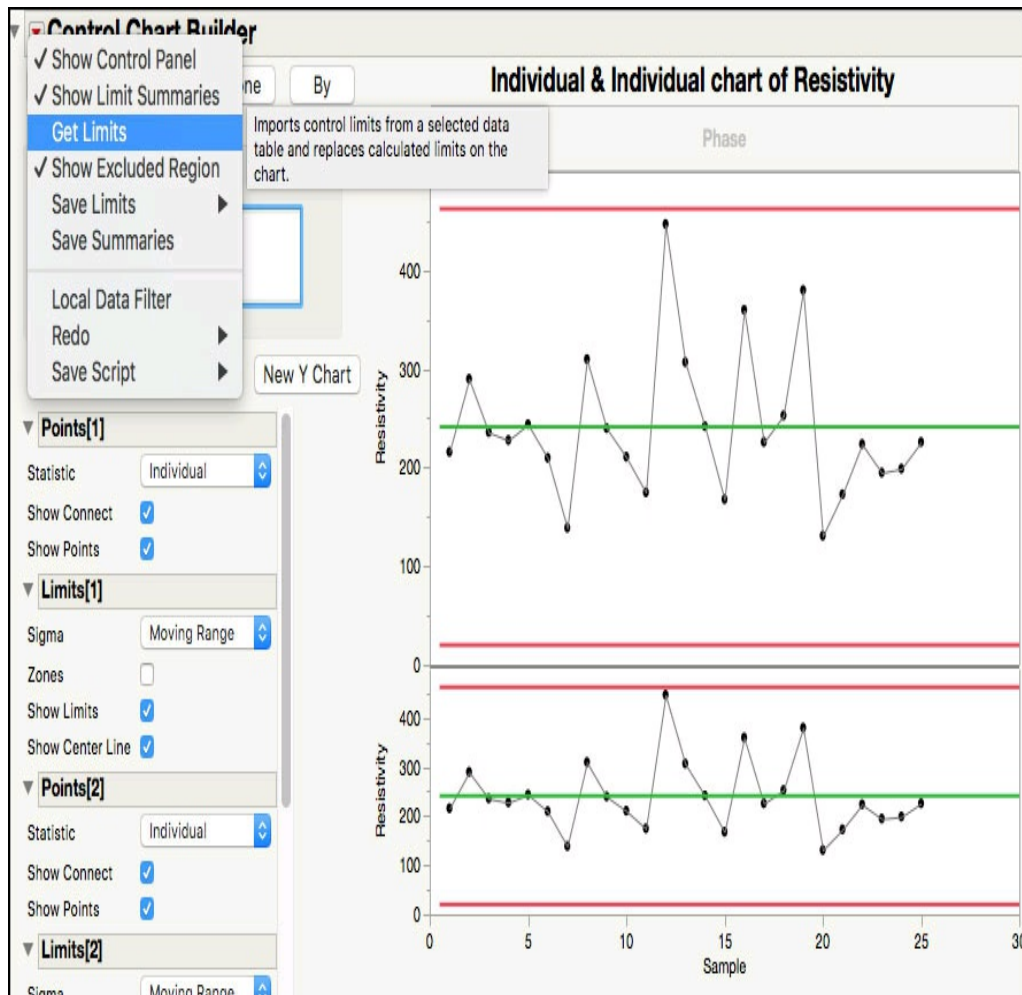 Control Chart Builder
✓ Show Control Panel
✓ Show Limit Summaries
Get Limits
✓ Show Excluded Region
Save Limits
Save Summaries
Local Data Filter
Redo
Save Script
By
Imports control limits from a selected data
table and replaces calculated limits on the
chart.
New Y Chart
Points[1]
Statistic Individual
Show Connect
Show Points
Limits[1]
Sigma Moving Range
Zones
Show Limits
Show Center Line
Points[2]
Statistic Individual
Show Connect
Show Points
Limits[2]
Sigma Moving Range
Individual & Individual chart of Resistivity
Phase
Resistivity
400
300
200
100
0
Resistivity
400
300
200
100
0
0 5 10 15 20 25 30
Sample